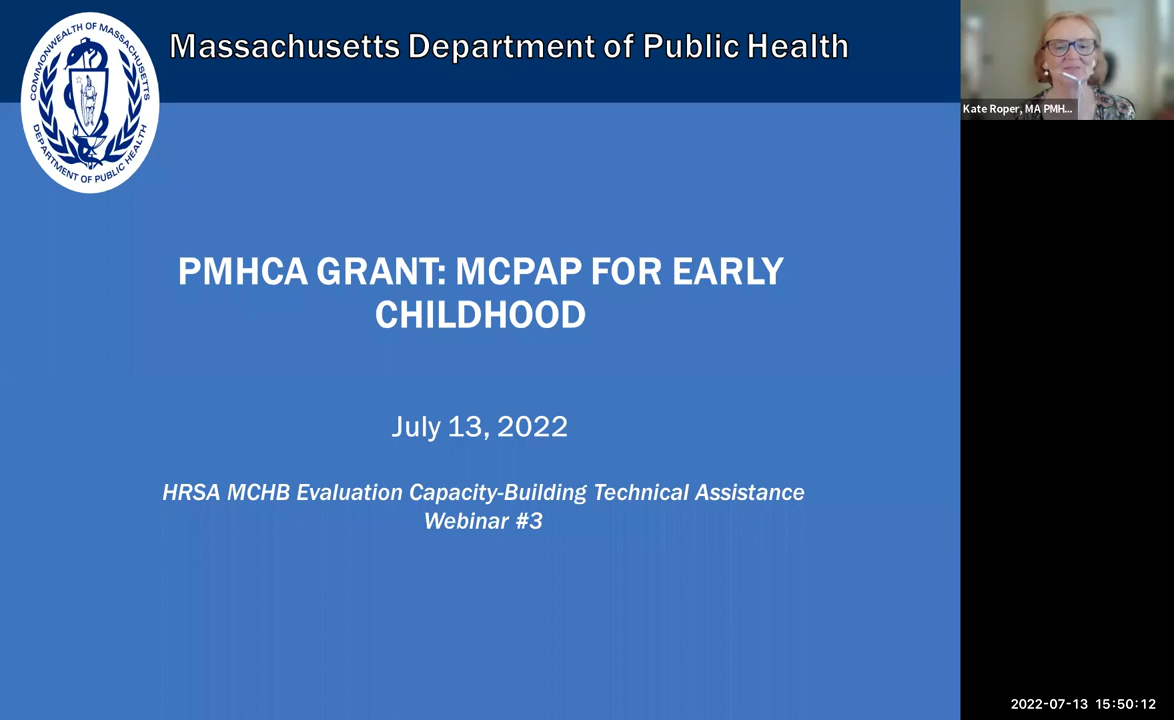 Massachusetts Department of Public Health
COMMONWEALTH OF MASSACHUSETTS
DEPARTMENT OF PUBLIC HEALTH
Kate Roper, MA PMH...
PMHCA GRANT: MCPAP FOR EARLY
CHILDHOOD
July 13, 2022
HRSA MCHB Evaluation Capacity-Building Technical Assistance
Webinar #3
2022-07-13 15:50:12